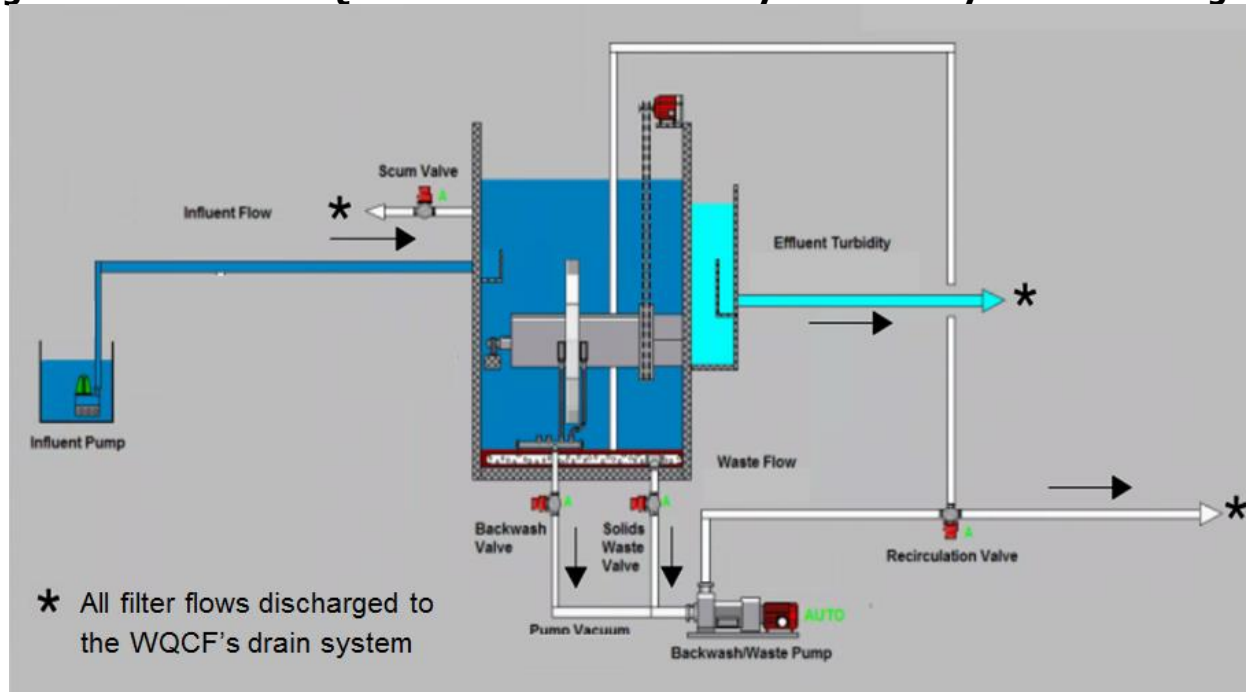 Scum Valve
A
Influent Flow
*
Effluent Turbidity
*
Influent Pump
Waste Flow
A
A
Backwash
Valve
Solids
Waste
Valve
*
A
Recirculation Valve
* All filter flows discharged to
the WQCF's drain system
Pump Vacuum
AUTO
Backwash/Waste Pump